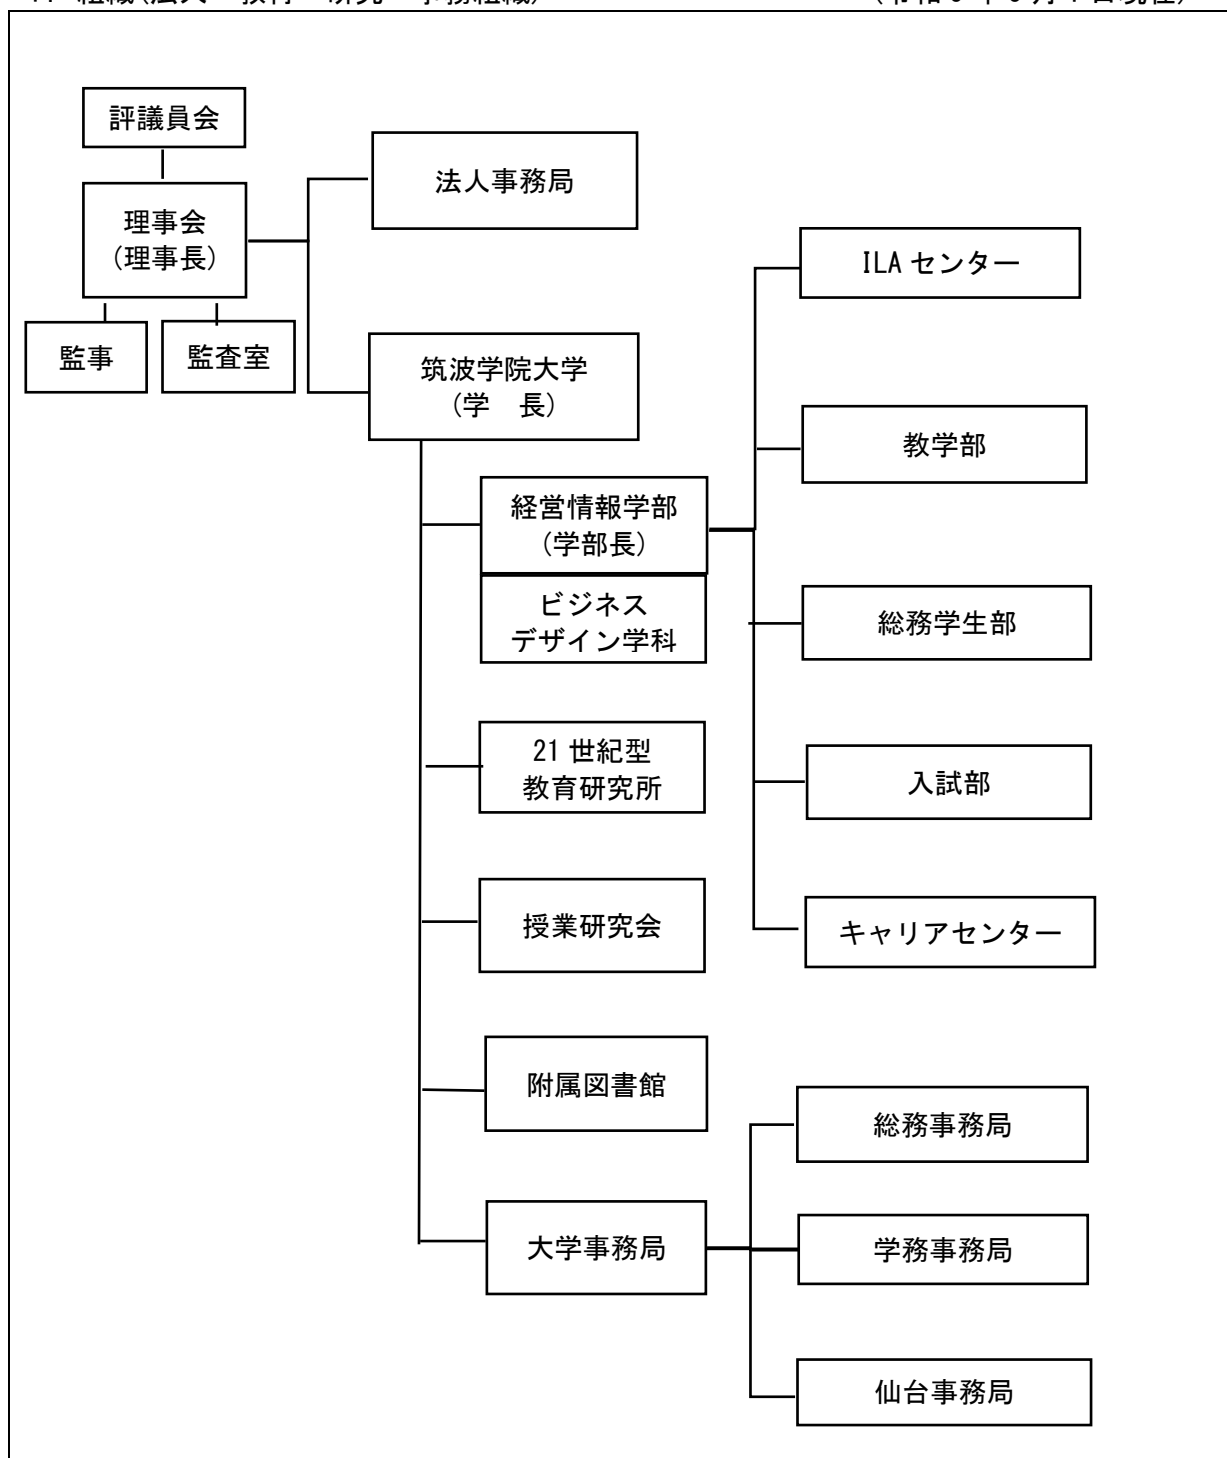 評議員会
理事会
(理事長)
監事
監査室
法人事務局
筑波学院大学
(学　長)
経営情報学部
(学部長)
ビジネス
デザイン学科
21 世紀型
教育研究所
授業研究会
附属図書館
大学事務局
ILA センター
教学部
総務学生部
入試部
キャリアセンター
総務事務局
学務事務局
仙台事務局